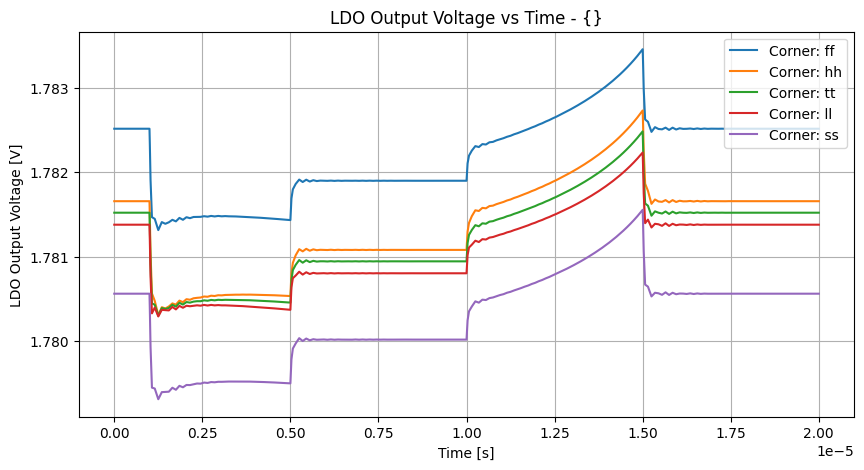 LDO Output Voltage vs Time - {}
LDO Output Voltage [V]
1.783
1.782
1.781
1.780
Corner: ff
Corner: hh
Corner: tt
Corner: ll
Corner: ss
0.00 0.25 0.50 0.75 1.00 1.25 1.50 1.75 2.00
1e−5
Time [s]